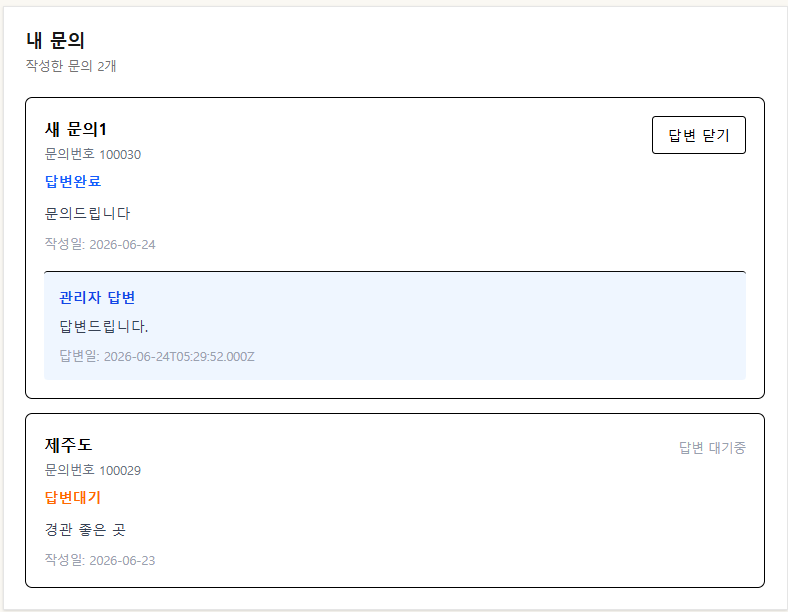 내 문의
작성한 문의 2개
새 문의1
답변 닫기
문의번호 100030
답변완료
문의드립니다
작성일: 2026-06-24
관리자 답변
답변드립니다.
답변일: 2026-06-24T05:29:52.000Z
제주도
답변 대기중
문의번호 100029
답변대기
경관 좋은 곳
작성일: 2026-06-23